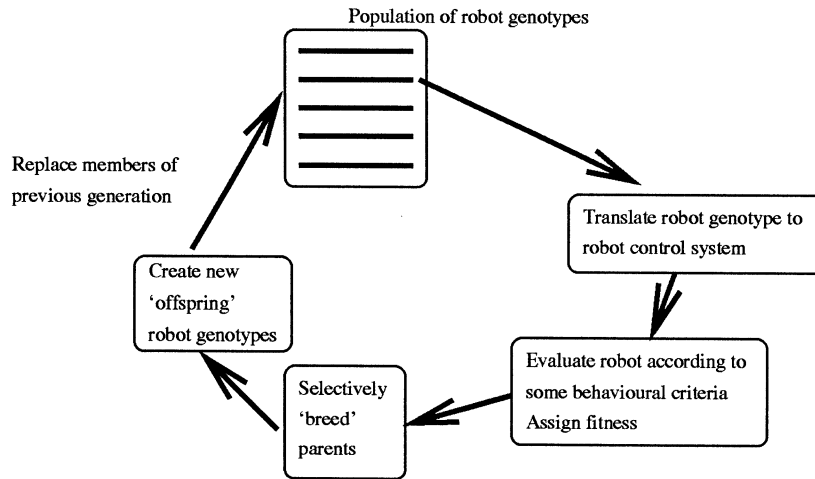 Population of robot genotypes
Translate robot genotype to
robot control system
Evaluate robot according to
some behavioural criteria
Assign fitness
Selectively
‘breed’
parents
Create new
‘offspring’
robot genotypes
Replace members of
previous generation